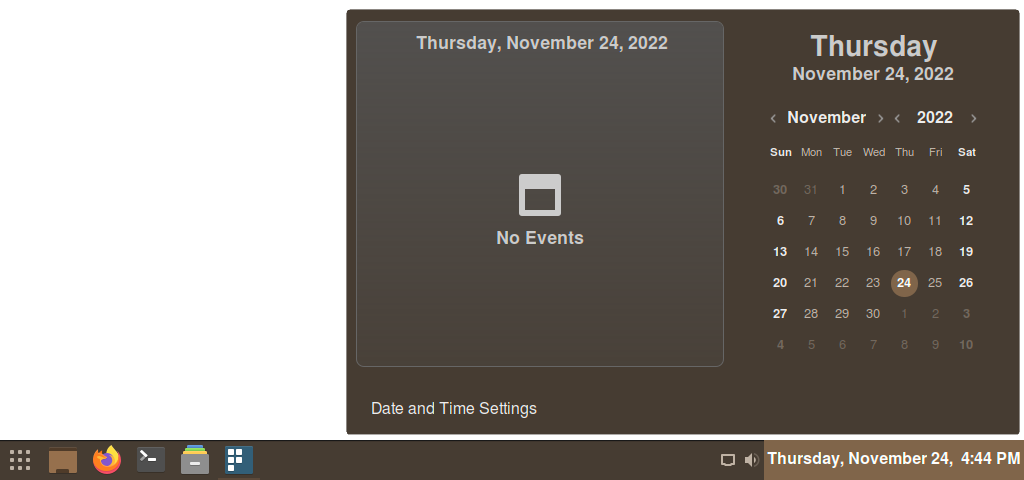 Thursday, November 24, 2022
No Events
Date and Time Settings
Thursday
November 24, 2022
‹ November › ‹ 2022 ›
Sun Mon Tue Wed Thu Fri Sat
30 31 1 2 3 4 5
6 7 8 9 10 11 12
13 14 15 16 17 18 19
20 21 22 23 24 25 26
27 28 29 30 1 2 3
4 5 6 7 8 9 10
Thursday, November 24, 4:44 PM